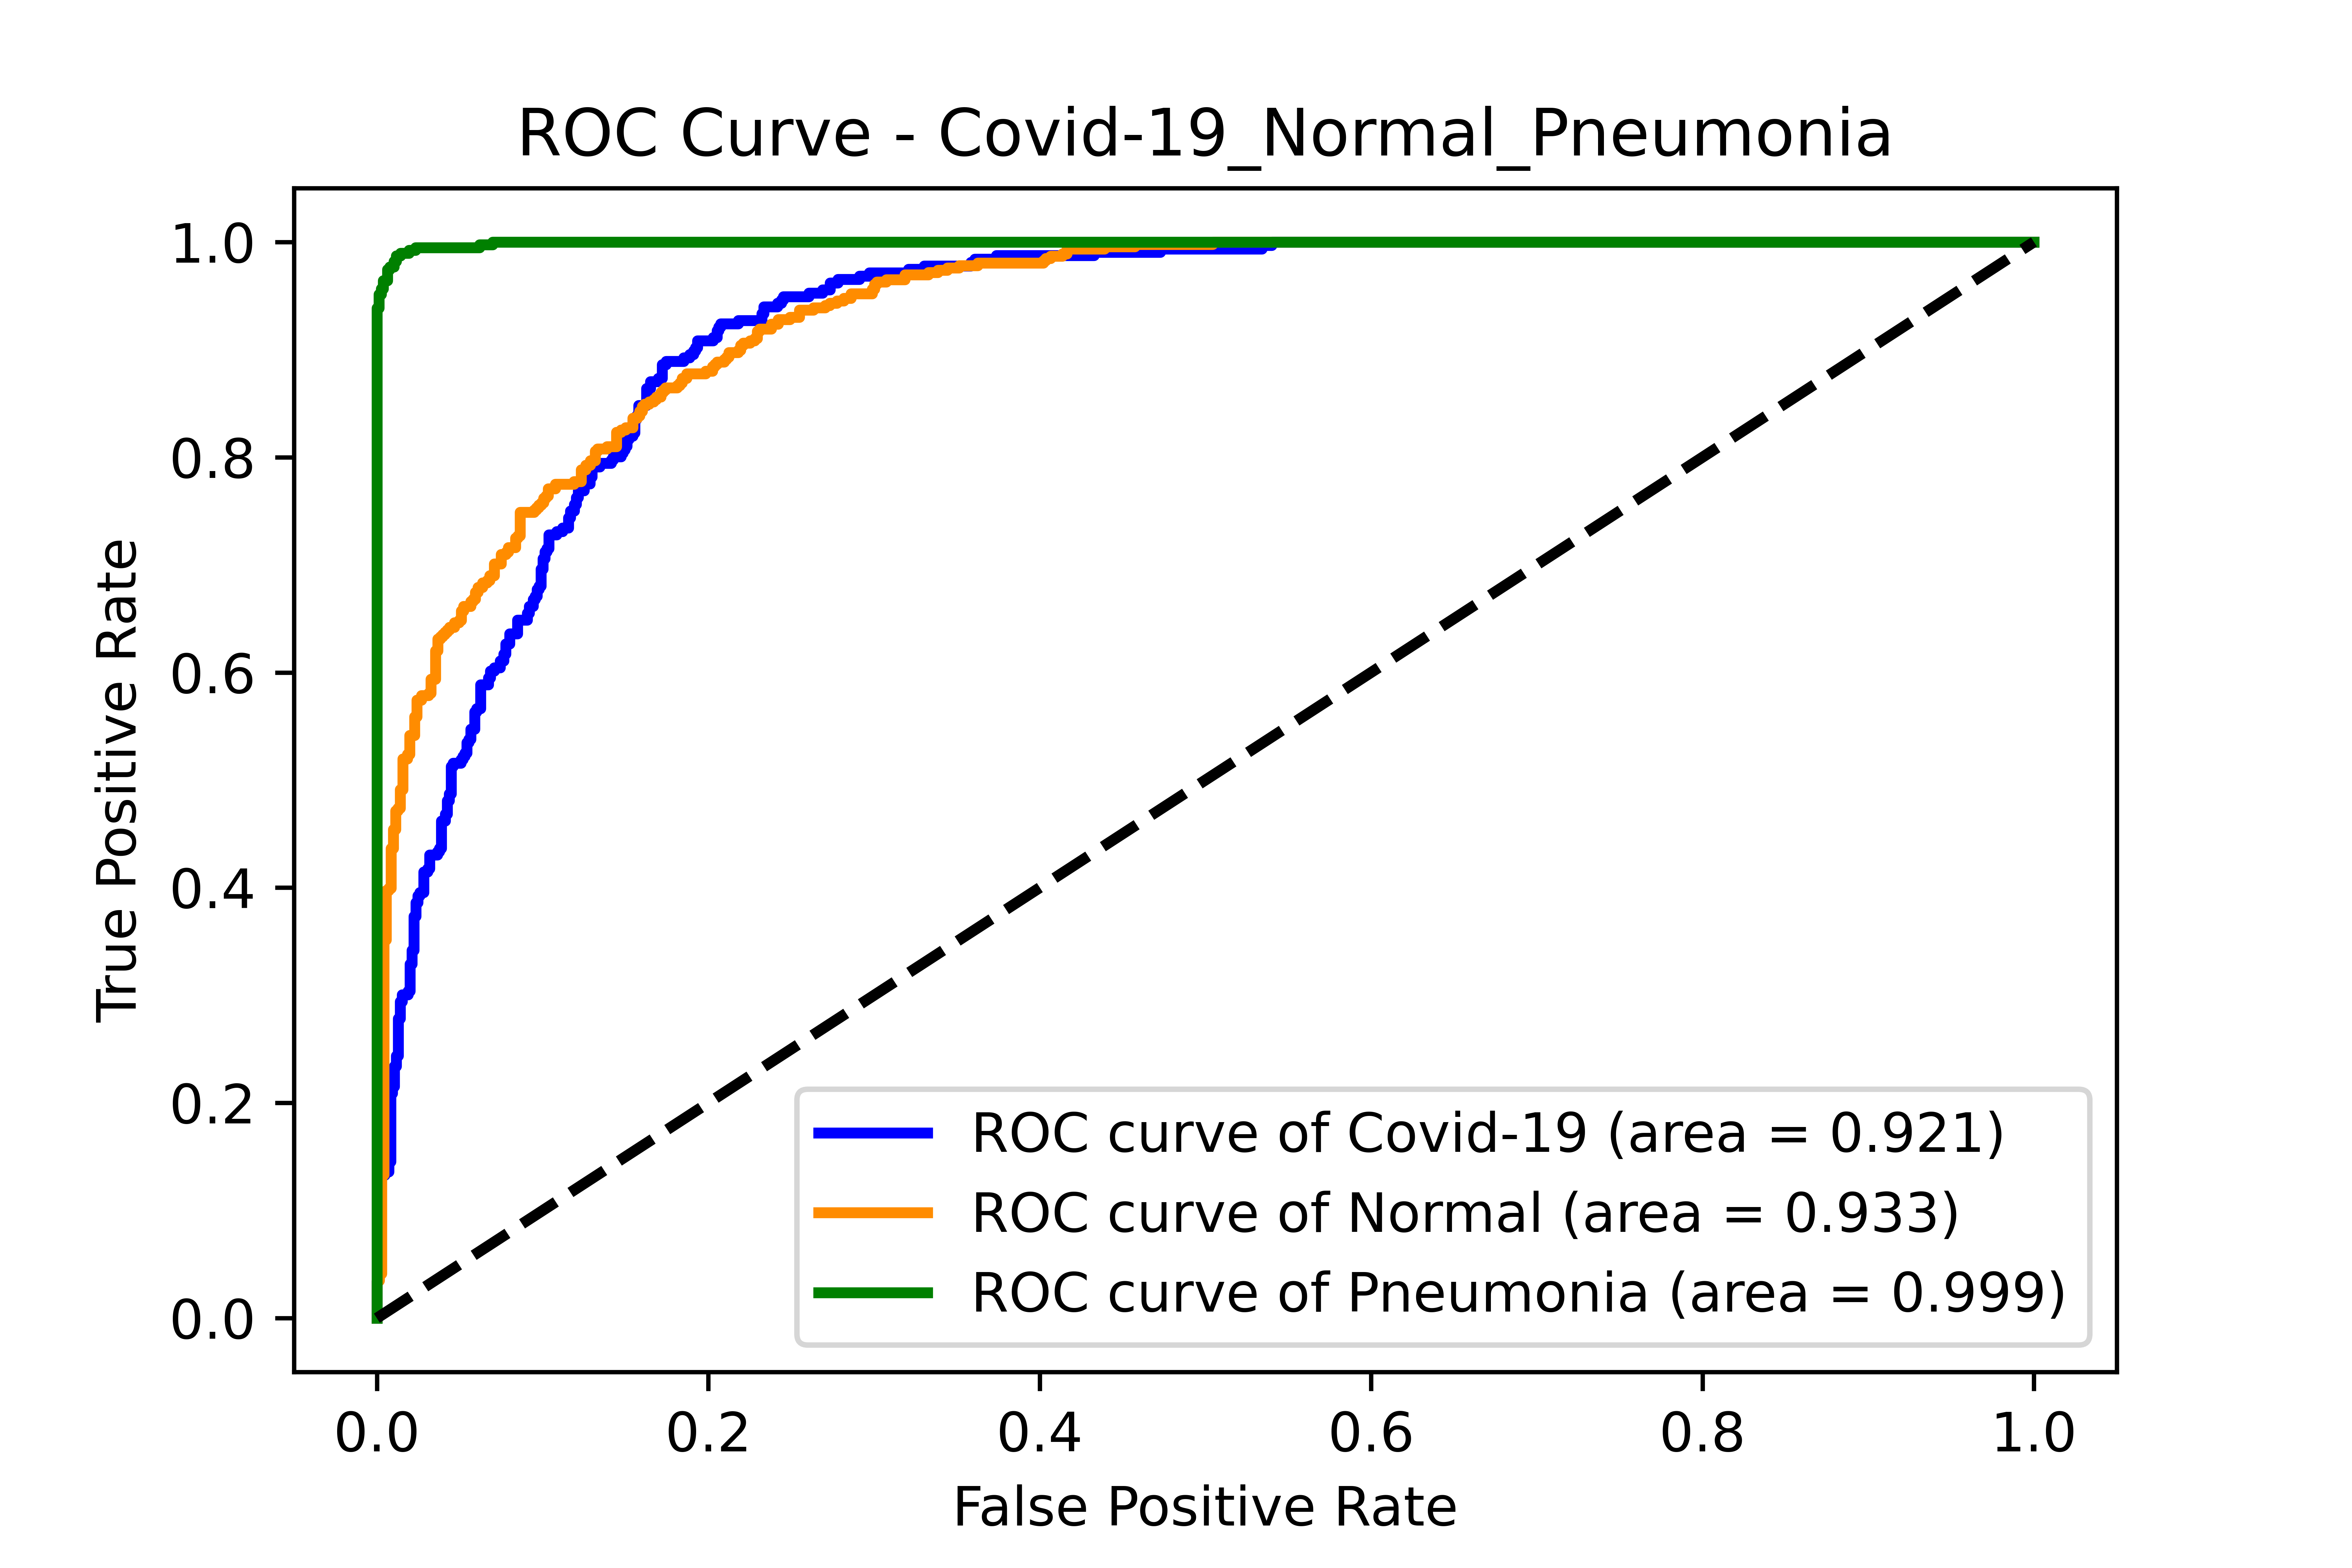 ROC Curve - Covid-19_Normal_Pneumonia
True Positive Rate
1.0
0.8
0.6
0.4
0.2
0.0
ROC curve of Covid-19 (area = 0.921)
ROC curve of Normal (area = 0.933)
ROC curve of Pneumonia (area = 0.999)
0.0 0.2 0.4 0.6 0.8 1.0
False Positive Rate